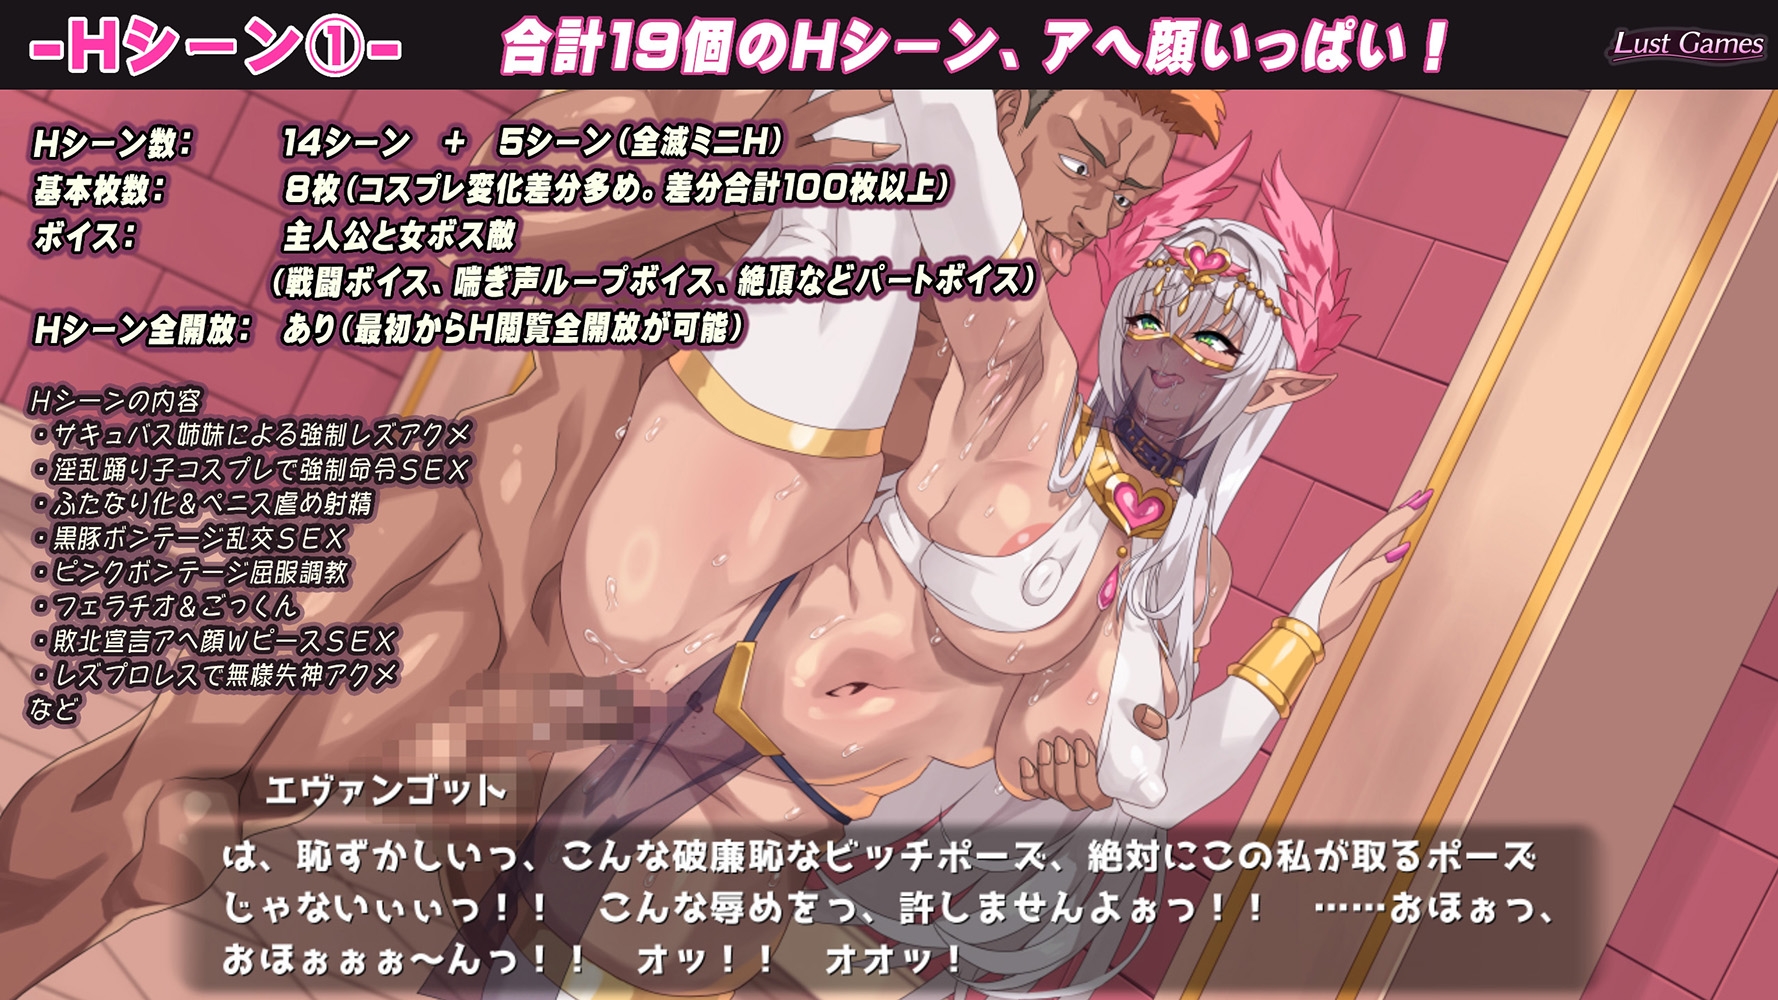 -Hシーン①-
合計19個のHシーン、アヘ顔いっぱい！
Lust Games
Hシーン数： 14シーン ＋ 5シーン（全滅ミニH）
基本枚数： 8枚（コスプレ変化差分多め。差分合計100枚以上）
ボイス： 主人公と女ボス敵
（戦闘ボイス、喘ぎ声ループボイス、絶頂などパートボイス）
Hシーン全開放： あり（最初からH閲覧全開放が可能）
Hシーンの内容
・サキュバス姉妹による強制レズアクメ
・淫乱踊り子コスプレで強制命令ＳＥＸ
・ふたなり化＆ペニス虐め射精
・黒豚ボンテージ乱交ＳＥＸ
・ピンクボンテージ屈服調教
・フェラチオ＆ごっくん
・敗北宣言アヘ顔ＷピースＳＥＸ
・レズプロレスで無様失神アクメ
など
エヴァンゴット
は、恥ずかしいっ、こんな破廉恥なビッチポーズ、絶対にこの私が取るポーズ
じゃないぃぃっ！！ こんな辱めをっ、許しませんよぉっ！！ ……おほぉっ、
おほぉぉぉ～んっ！！ オッ！！ オオッ！